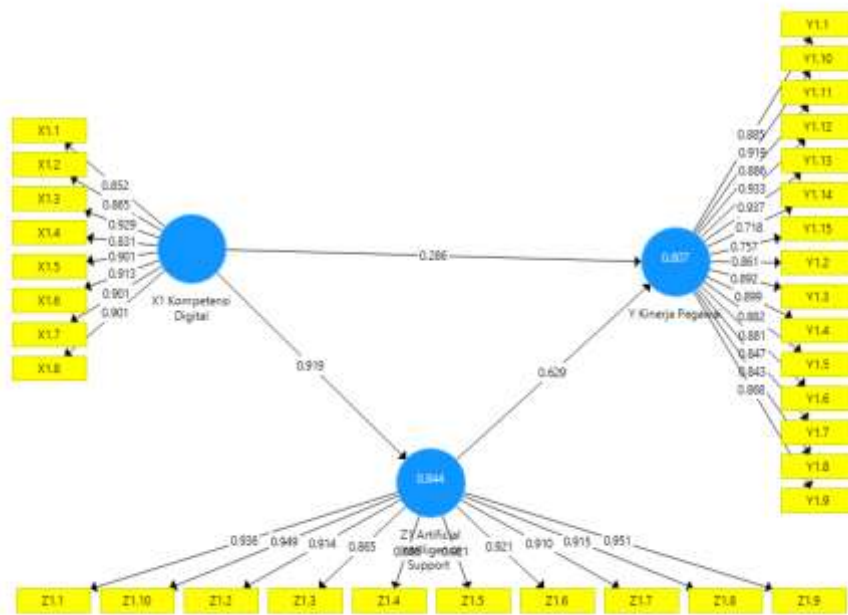 Y1.1
Y1.10
Y1.11
Y1.12
Y1.13
Y1.14
Y1.15
Y1.2
Y1.3
Y1.4
Y1.5
Y1.6
Y1.7
Y1.8
Y1.9
0.885
0.919
0.886
0.933
0.937
0.718
0.757
0.861
0.892
0.899
0.882
0.881
0.847
0.843
0.868
X1.1
X1.2
X1.3
X1.4
X1.5
X1.6
X1.7
X1.8
0.852
0.865
0.929
0.831
0.901
0.913
0.901
0.901
X1 Kompetensi
Digital
0.286
0.807
Y Kinerja Pegawai
0.919
0.629
0.844
Z1 Artificial
Intelligence
Support
0.936
0.949
0.914
0.865
0.921
0.910
0.915
0.951
Z1.1
Z1.10
Z1.2
Z1.3
Z1.4
Z1.5
Z1.6
Z1.7
Z1.8
Z1.9